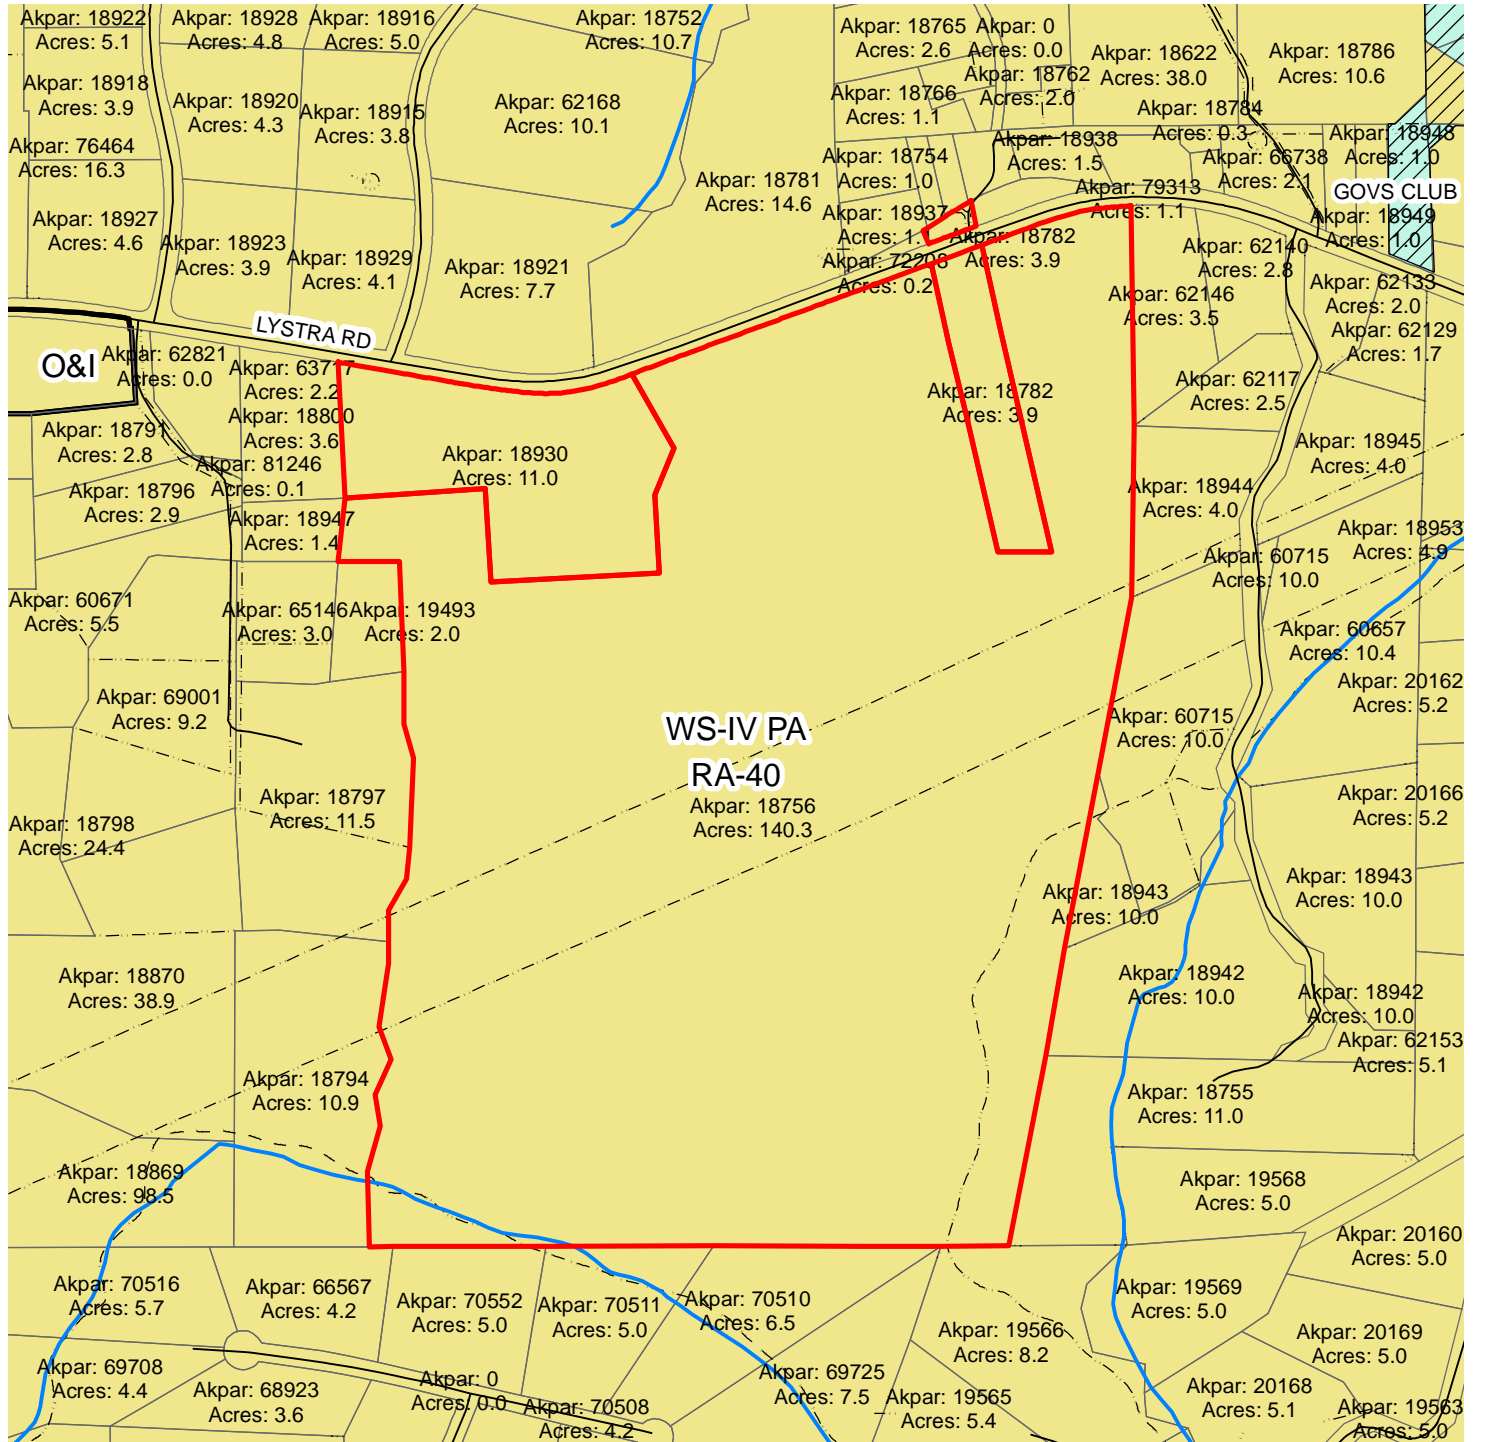 Akpar: 18922
Acres: 5.1
Akpar: 18928
Acres: 4.8
Akpar: 18916
Acres: 5.0
Akpar: 18752
Acres: 10.7
Akpar: 18765
Acres: 2.6
Akpar: 0
Acres: 0.0
Akpar: 18622
Acres: 38.0
Akpar: 18786
Acres: 10.6
Akpar: 18918
Acres: 3.9
Akpar: 18920
Acres: 4.3
Akpar: 18915
Acres: 3.8
Akpar: 62168
Acres: 10.1
Akpar: 18766
Acres: 1.1
Akpar: 18762
Acres: 2.0
Akpar: 18784
Acres: 0.3
Akpar: 76464
Acres: 16.3
Akpar: 18754
Acres: 1.0
Akpar: 18938
Acres: 1.5
Akpar: 66738
Acres: 2.1
Akpar: 18948
Acres: 1.0
GOVS CLUB
Akpar: 18781
Acres: 14.6
Akpar: 79313
Acres: 1.1
Akpar: 18927
Acres: 4.6
Akpar: 18923
Acres: 3.9
Akpar: 18929
Acres: 4.1
Akpar: 18921
Acres: 7.7
Akpar: 18937
Acres: 1.1
Akpar: 18782
Acres: 3.9
Akpar: 72208
Acres: 0.2
Akpar: 62140
Acres: 2.8
Akpar: 18949
Acres: 1.0
Akpar: 62146
Acres: 3.5
Akpar: 62133
Acres: 2.0
Akpar: 62129
Acres: 1.7
LYSTRA RD
O&I
Akpar: 62821
Acres: 0.0
Akpar: 63717
Acres: 2.2
Akpar: 18800
Acres: 3.6
Akpar: 18782
Acres: 3.9
Akpar: 62117
Acres: 2.5
Akpar: 18791
Acres: 2.8
Akpar: 81246
Acres: 0.1
Akpar: 18930
Acres: 11.0
Akpar: 18945
Acres: 4.0
Akpar: 18796
Acres: 2.9
Akpar: 18947
Acres: 1.4
Akpar: 18944
Acres: 4.0
Akpar: 18953
Acres: 4.9
Akpar: 60715
Acres: 10.0
Akpar: 60671
Acres: 5.5
Akpar: 65146
Acres: 3.0
Akpar: 19493
Acres: 2.0
Akpar: 60657
Acres: 10.4
Akpar: 20162
Acres: 5.2
Akpar: 69001
Acres: 9.2
WS-IV PA
RA-40
Akpar: 18756
Acres: 140.3
Akpar: 60715
Acres: 10.0
Akpar: 18797
Acres: 11.5
Akpar: 20166
Acres: 5.2
Akpar: 18798
Acres: 24.4
Akpar: 18943
Acres: 10.0
Akpar: 18943
Acres: 10.0
Akpar: 18870
Acres: 38.9
Akpar: 18942
Acres: 10.0
Akpar: 18942
Acres: 10.0
Akpar: 62153
Acres: 5.1
Akpar: 18794
Acres: 10.9
Akpar: 18755
Acres: 11.0
Akpar: 18869
Acres: 98.5
Akpar: 19568
Acres: 5.0
Akpar: 20160
Acres: 5.0
Akpar: 70516
Acres: 5.7
Akpar: 66567
Acres: 4.2
Akpar: 70552
Acres: 5.0
Akpar: 70511
Acres: 5.0
Akpar: 70510
Acres: 6.5
Akpar: 19569
Acres: 5.0
Akpar: 19566
Acres: 8.2
Akpar: 20169
Acres: 5.0
Akpar: 69708
Acres: 4.4
Akpar: 68923
Acres: 3.6
Akpar: 0
Acres: 0.0
Akpar: 70508
Acres: 4.2
Akpar: 69725
Acres: 7.5
Akpar: 19565
Acres: 5.4
Akpar: 20168
Acres: 5.1
Akpar: 19563
Acres: 5.0